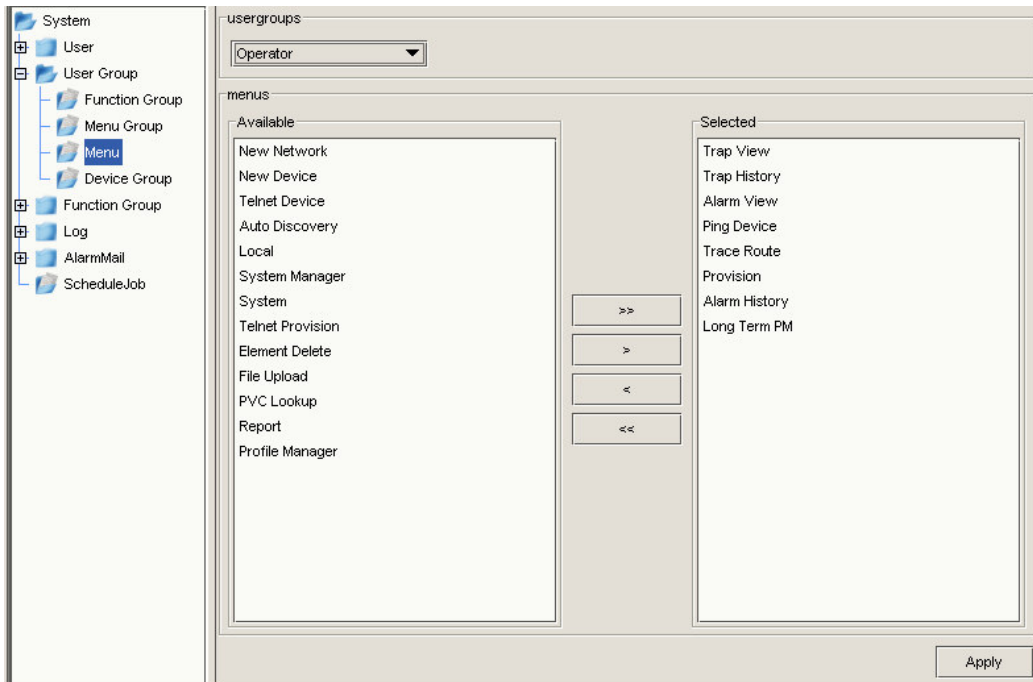 System
User
User Group
Function Group
Menu Group
Menu
Device Group
Function Group
Log
AlarmMail
ScheduleJob
usergroups
Operator
menus
Available
New Network
New Device
Telnet Device
Auto Discovery
Local
System Manager
System
Telnet Provision
Element Delete
File Upload
PVC Lookup
Report
Profile Manager
>>
>
<
<<
Selected
Trap View
Trap History
Alarm View
Ping Device
Trace Route
Provision
Alarm History
Long Term PM
Apply